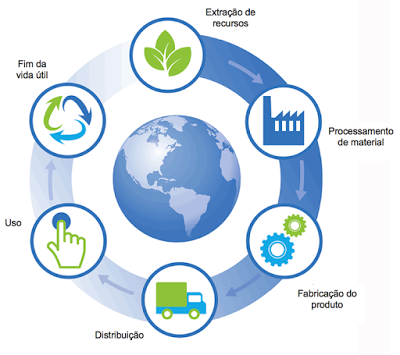 Extração de
recursos
Processamento
de material
Fabricação do
produto
Distribuição
Uso
Fim da
vida útil